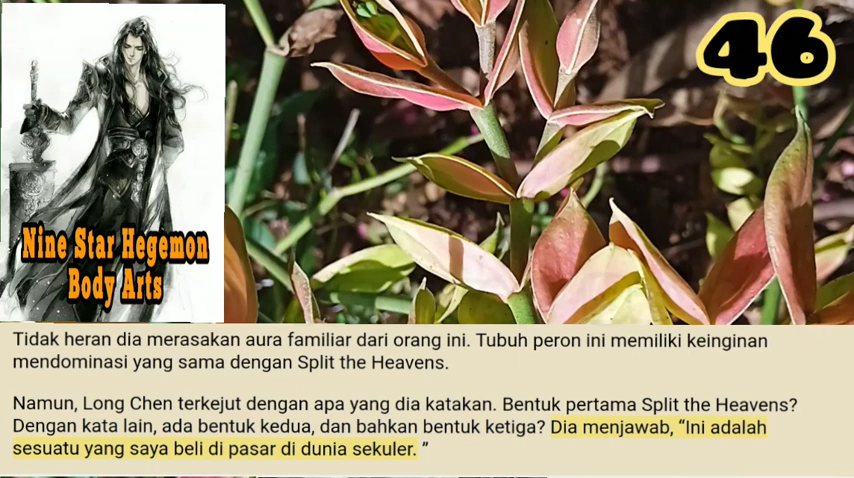 46
Nine Star Hegemon
Body Arts
Tidak heran dia merasakan aura familiar dari orang ini. Tubuh peron ini memiliki keinginan
mendominasi yang sama dengan Split the Heavens.
Namun, Long Chen terkejut dengan apa yang dia katakan. Bentuk pertama Split the Heavens?
Dengan kata lain, ada bentuk kedua, dan bahkan bentuk ketiga? Dia menjawab, “Ini adalah
sesuatu yang saya beli di pasar di dunia sekuler. ”